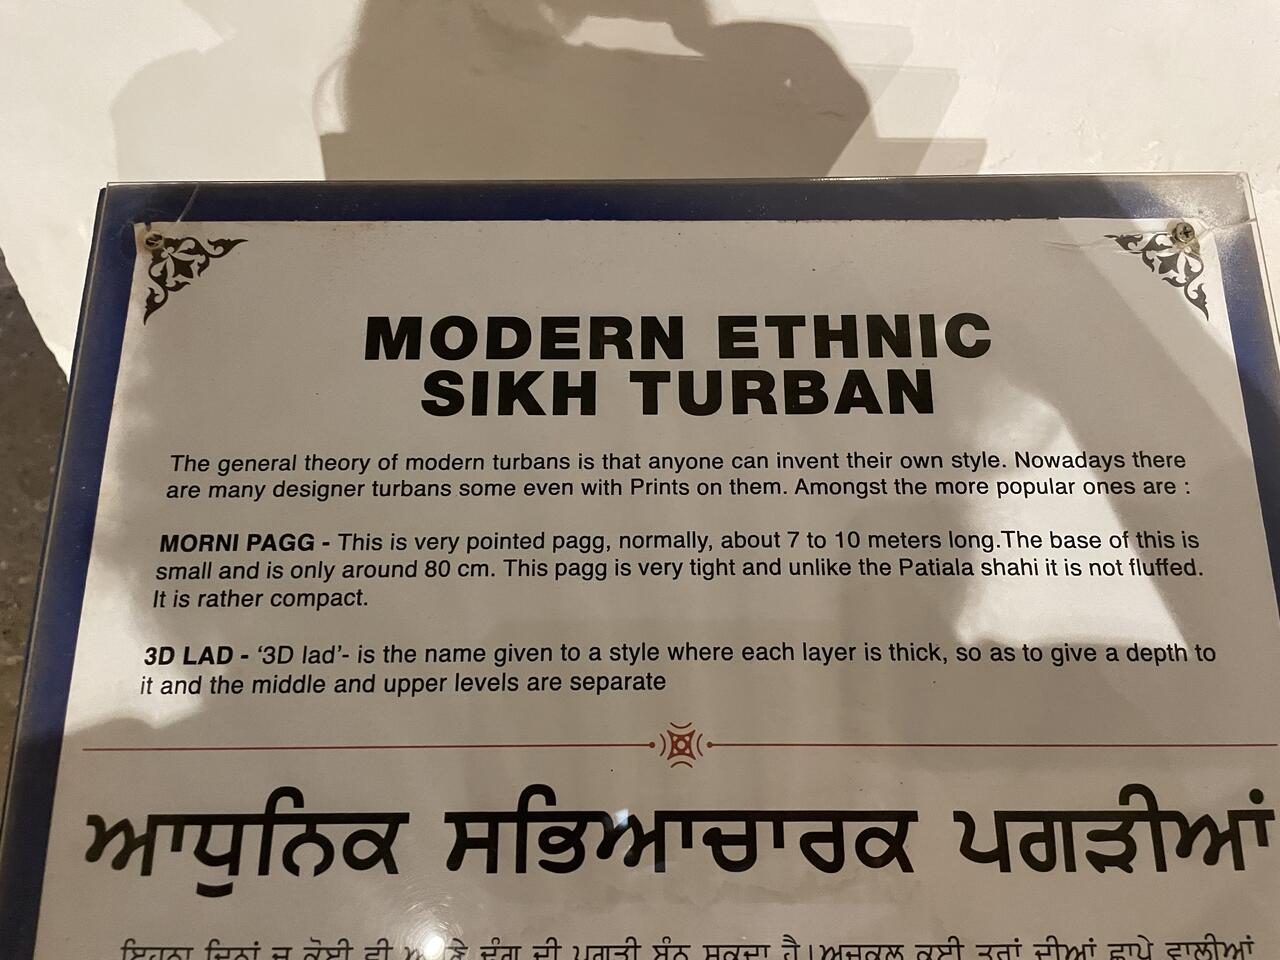 MODERN ETHNIC
SIKH TURBAN
The general theory of modern turbans is that anyone can invent their own style. Nowadays there
are many designer turbans some even with Prints on them. Amongst the more popular ones are :
MORNI PAGG - This is very pointed pagg, normally, about 7 to 10 meters long.The base of this is
small and is only around 80 cm. This pagg is very tight and unlike the Patiala shahi it is not fluffed.
It is rather compact.
3D LAD - ‘3D lad’- is the name given to a style where each layer is thick, so as to give a depth to
it and the middle and upper levels are separate
ਆਧੁਨਿਕ ਸਭਿਆਚਾਰਕ ਪਗੜੀਆਂ
ਕੋਈ ਵੀ ਢੰਗ ਦੀ ਪਗੜੀ ਬੰਨ ਸਕਦਾ ਹੈ।ਅਜਕਲ ਕਈ ਤਰਾਂ ਦੀਆਂ ਛਾਪੇ ਵਾਲੀਆਂ